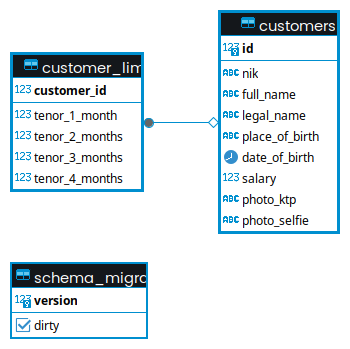 customer_lim
123 customer_id
123 tenor_1_month
123 tenor_2_months
123 tenor_3_months
123 tenor_4_months
customers
123 id
ABC nik
ABC full_name
ABC legal_name
ABC place_of_birth
date_of_birth
123 salary
ABC photo_ktp
ABC photo_selfie
schema_migra
123 version
dirty